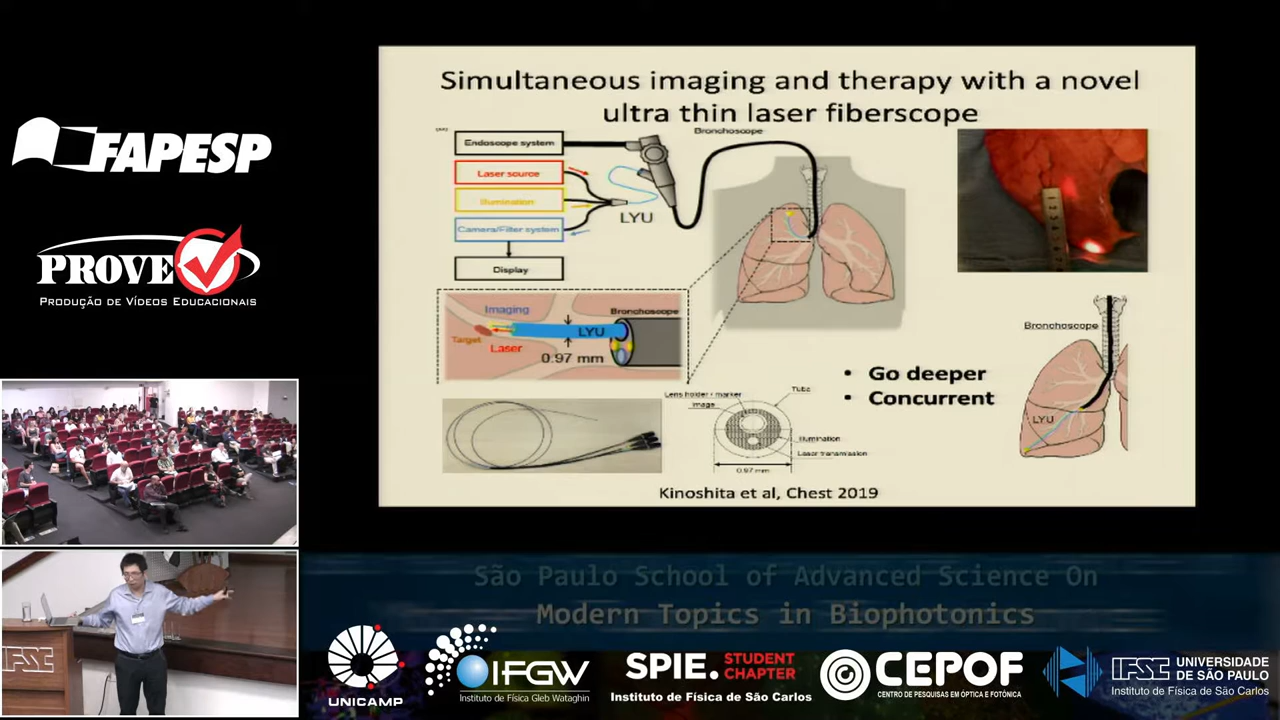 FAPESP
PROVE
PRODUÇÃO DE VÍDEOS EDUCACIONAIS
Simultaneous imaging and therapy with a novel
ultra thin laser fiberscope
Endoscope system
Laser source
Illumination
Camera/Filter system
Display
LYU
Bronchoscope
Imaging
Bronchoscope
Target
LYU
Laser
0.97 mm
• Go deeper
• Concurrent
Lens holder · marker
Tube
Image
Illumination
Laser transmission
0.97 mm
Bronchoscope
LYU
Kinoshita et al, Chest 2019
IFSC
São Paulo School of Advanced Science On
Modern Topics in Biophotonics
UNICAMP
IFGW
Instituto de Física Gleb Wataghin
SPIE. STUDENT
CHAPTER
Instituto de Física de São Carlos
CEPOF
CENTRO DE PESQUISAS EM ÓPTICA E FOTÔNICA
IFSC UNIVERSIDADE
DE SÃO PAULO
Instituto de Física de São Carlos